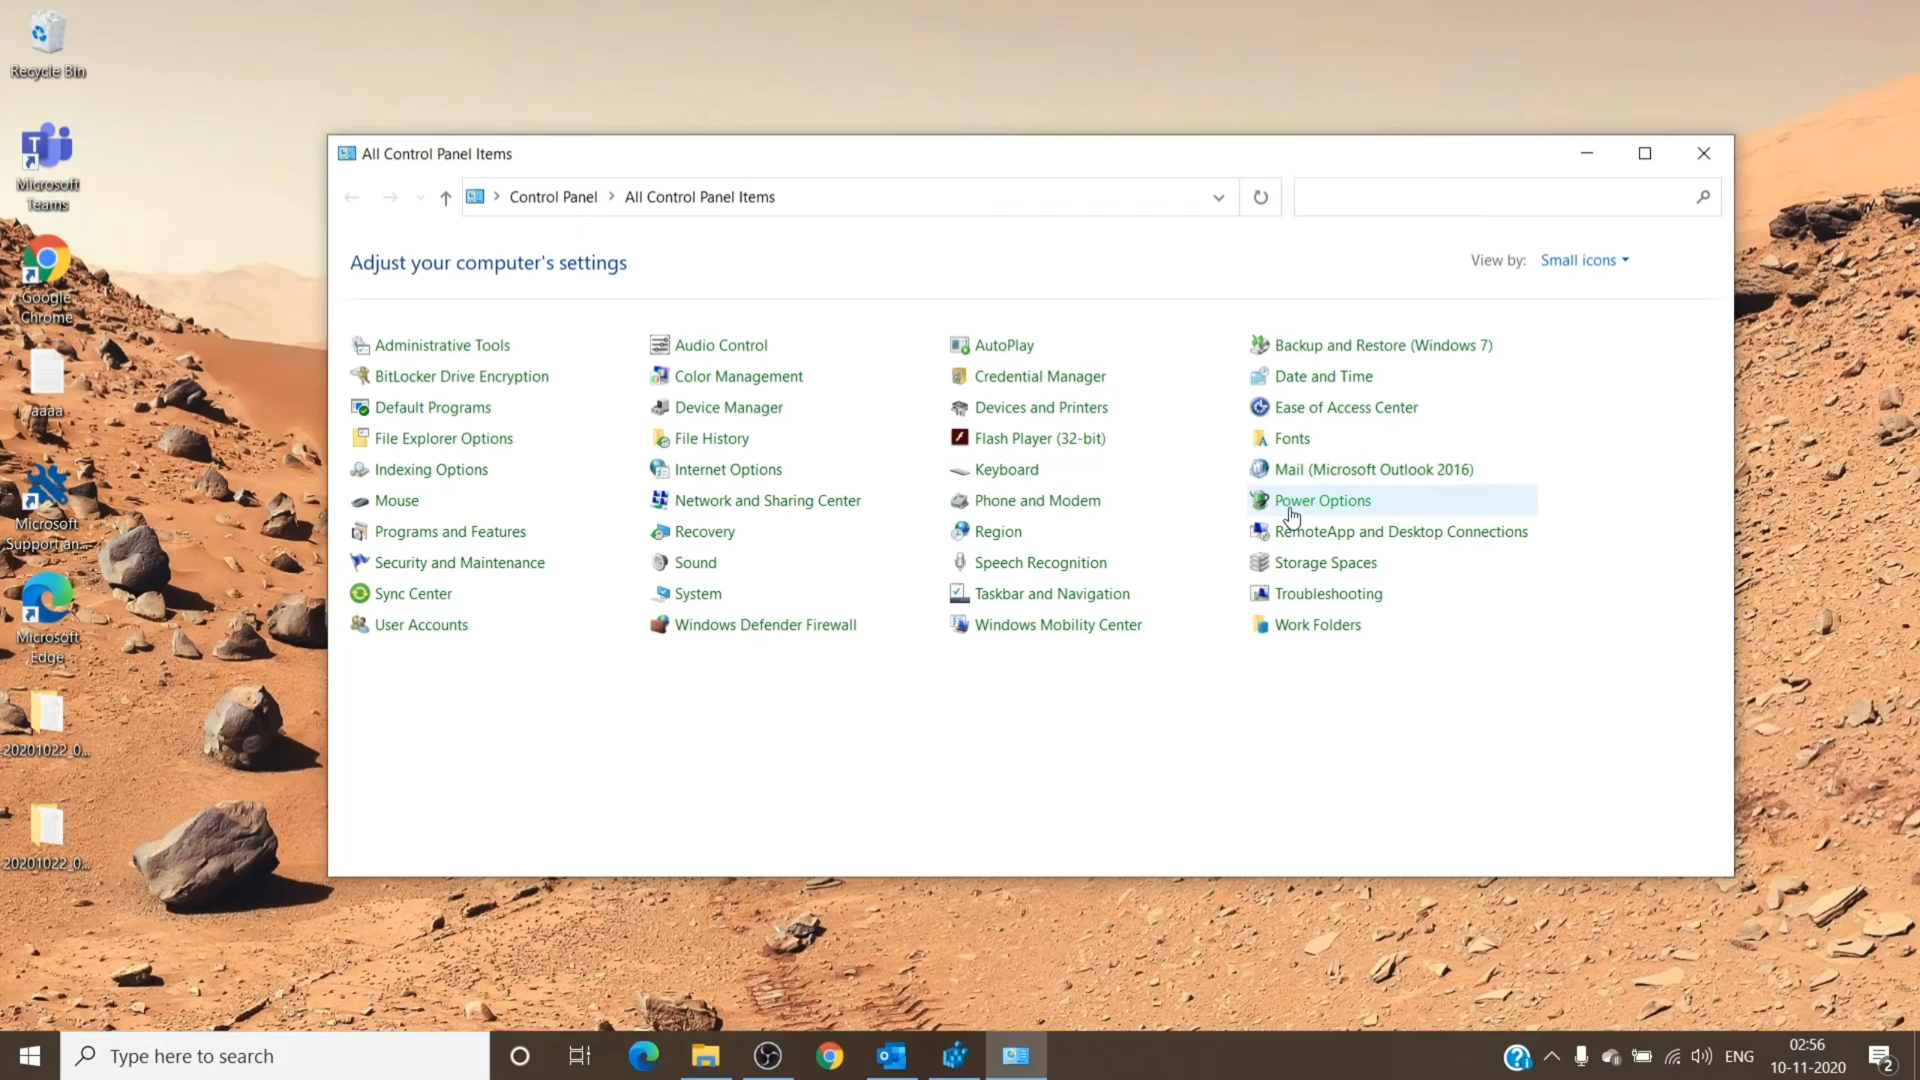 Recycle Bin
Microsoft
Teams
Google
Chrome
aaaa
Microsoft
Support an...
Microsoft
Edge
20201022_0...
20201022_0...
All Control Panel Items
Control Panel > All Control Panel Items
Adjust your computer's settings
View by: Small icons
Administrative Tools
Audio Control
AutoPlay
Backup and Restore (Windows 7)
BitLocker Drive Encryption
Color Management
Credential Manager
Date and Time
Default Programs
Device Manager
Devices and Printers
Ease of Access Center
File Explorer Options
File History
Flash Player (32-bit)
Fonts
Indexing Options
Internet Options
Keyboard
Mail (Microsoft Outlook 2016)
Mouse
Network and Sharing Center
Phone and Modem
Power Options
Programs and Features
Recovery
Region
RemoteApp and Desktop Connections
Security and Maintenance
Sound
Speech Recognition
Storage Spaces
Sync Center
System
Taskbar and Navigation
Troubleshooting
User Accounts
Windows Defender Firewall
Windows Mobility Center
Work Folders
Type here to search
ENG
02:56
10-11-2020
2